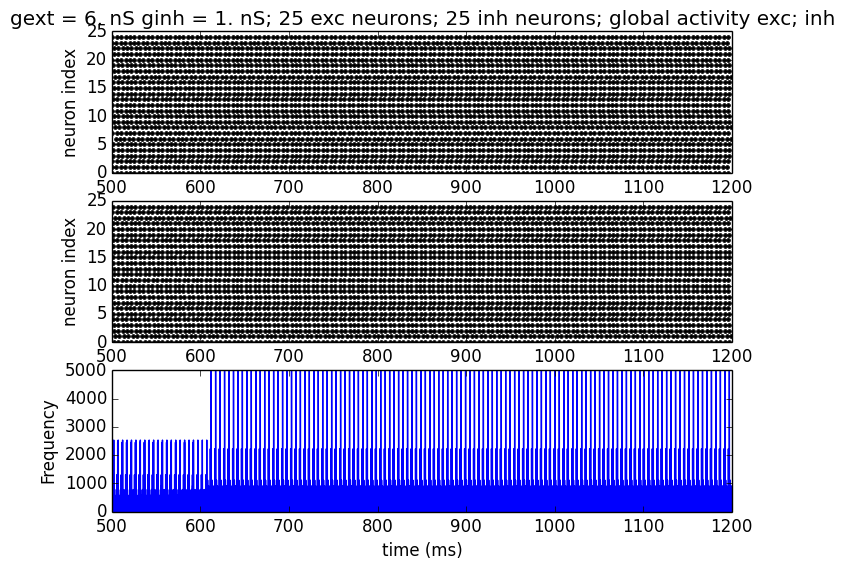 gext = 6. nS ginh = 1. nS; 25 exc neurons; 25 inh neurons; global activity exc; inh
25
20
15
10
5
0
neuron index
500 600 700 800 900 1000 1100 1200
25
20
15
10
5
0
neuron index
500 600 700 800 900 1000 1100 1200
5000
4000
3000
2000
1000
0
Frequency
500 600 700 800 900 1000 1100 1200
time (ms)